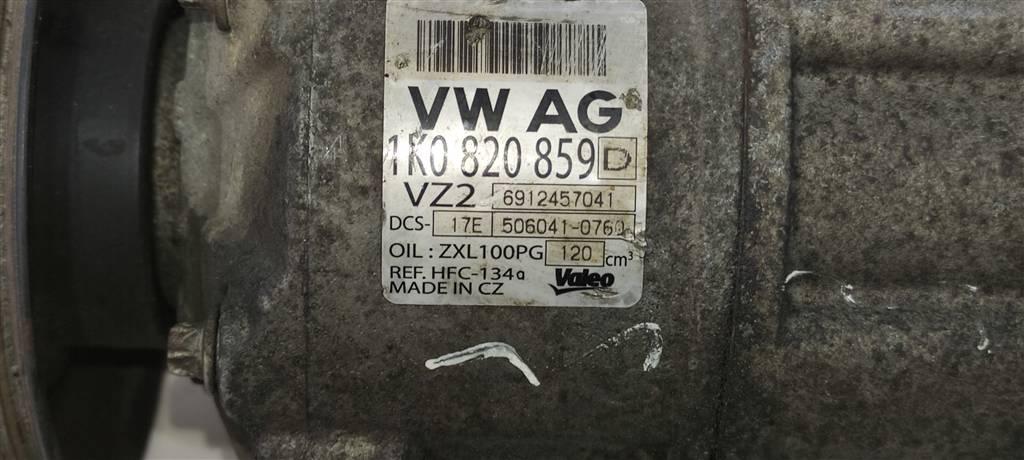 VW AG
1K0 820 859 D
VZ2 6912457041
DCS- 17E 506041-0760
OIL : ZXL100PG 120 cm³
REF. HFC-134a
MADE IN CZ Valeo